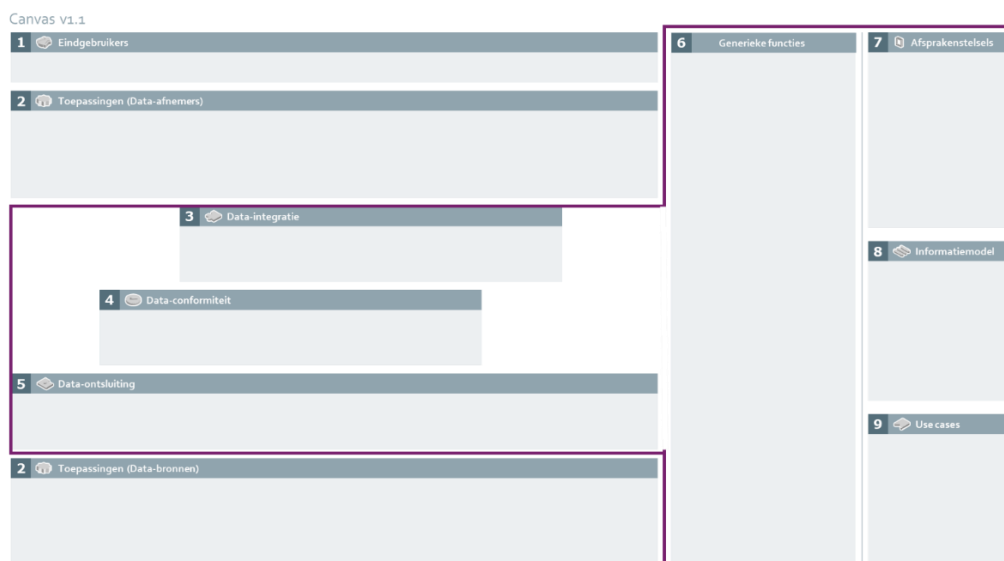 Canvas v1.1
1 Eindgebruikers
2 Toepassingen (Data-afnemers)
3 Data-integratie
4 Data-conformiteit
5 Data-ontsluiting
2 Toepassingen (Data-bronnen)
6 Generieke functies
7 Afsprakenstelsels
8 Informatiemodel
9 Use cases